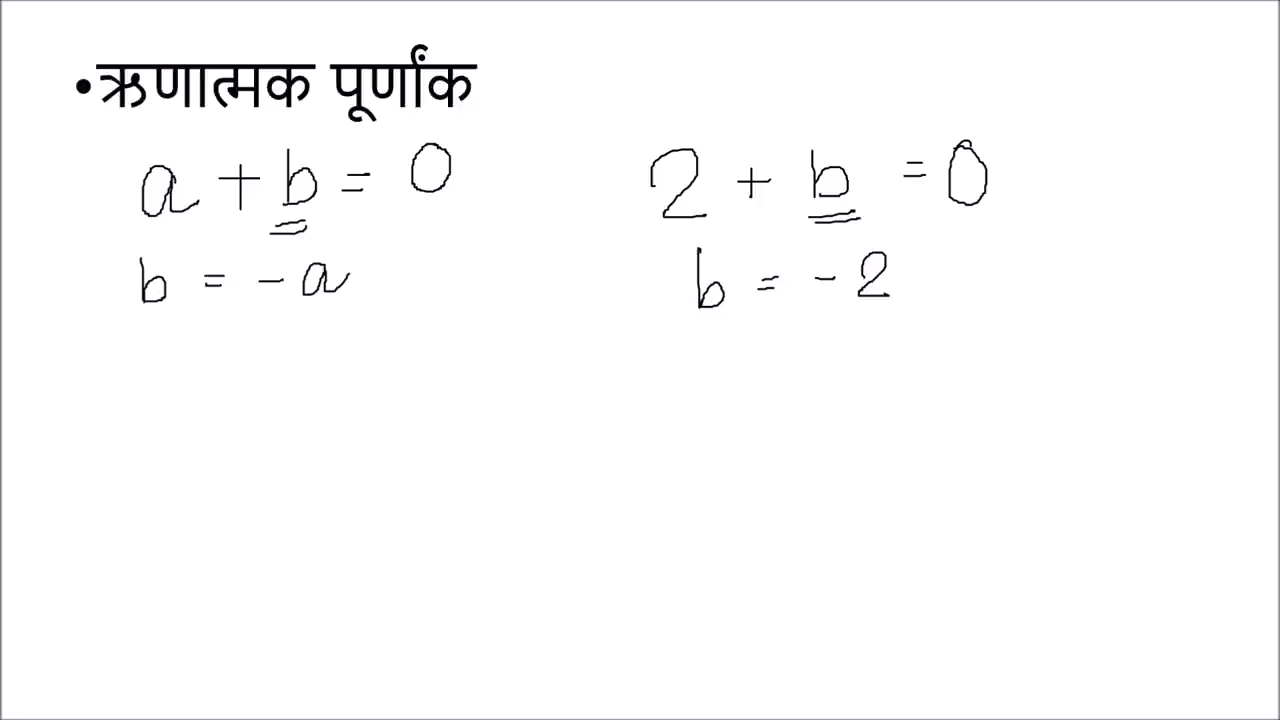 •ऋणात्मक पूर्णांक
a + b = 0
b = -a
2 + b = 0
b = -2